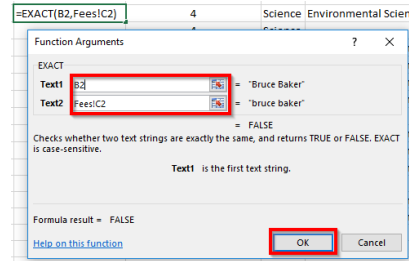 =EXACT(B2,Fees!C2) 4 Science Environmental Scien
Function Arguments ? ×
EXACT
Text1 B2 = "Bruce Baker"
Text2 Fees!C2 = "bruce baker"
= FALSE
Checks whether two text strings are exactly the same, and returns TRUE or FALSE. EXACT
is case-sensitive.
Text1 is the first text string.
Formula result = FALSE
Help on this function OK Cancel